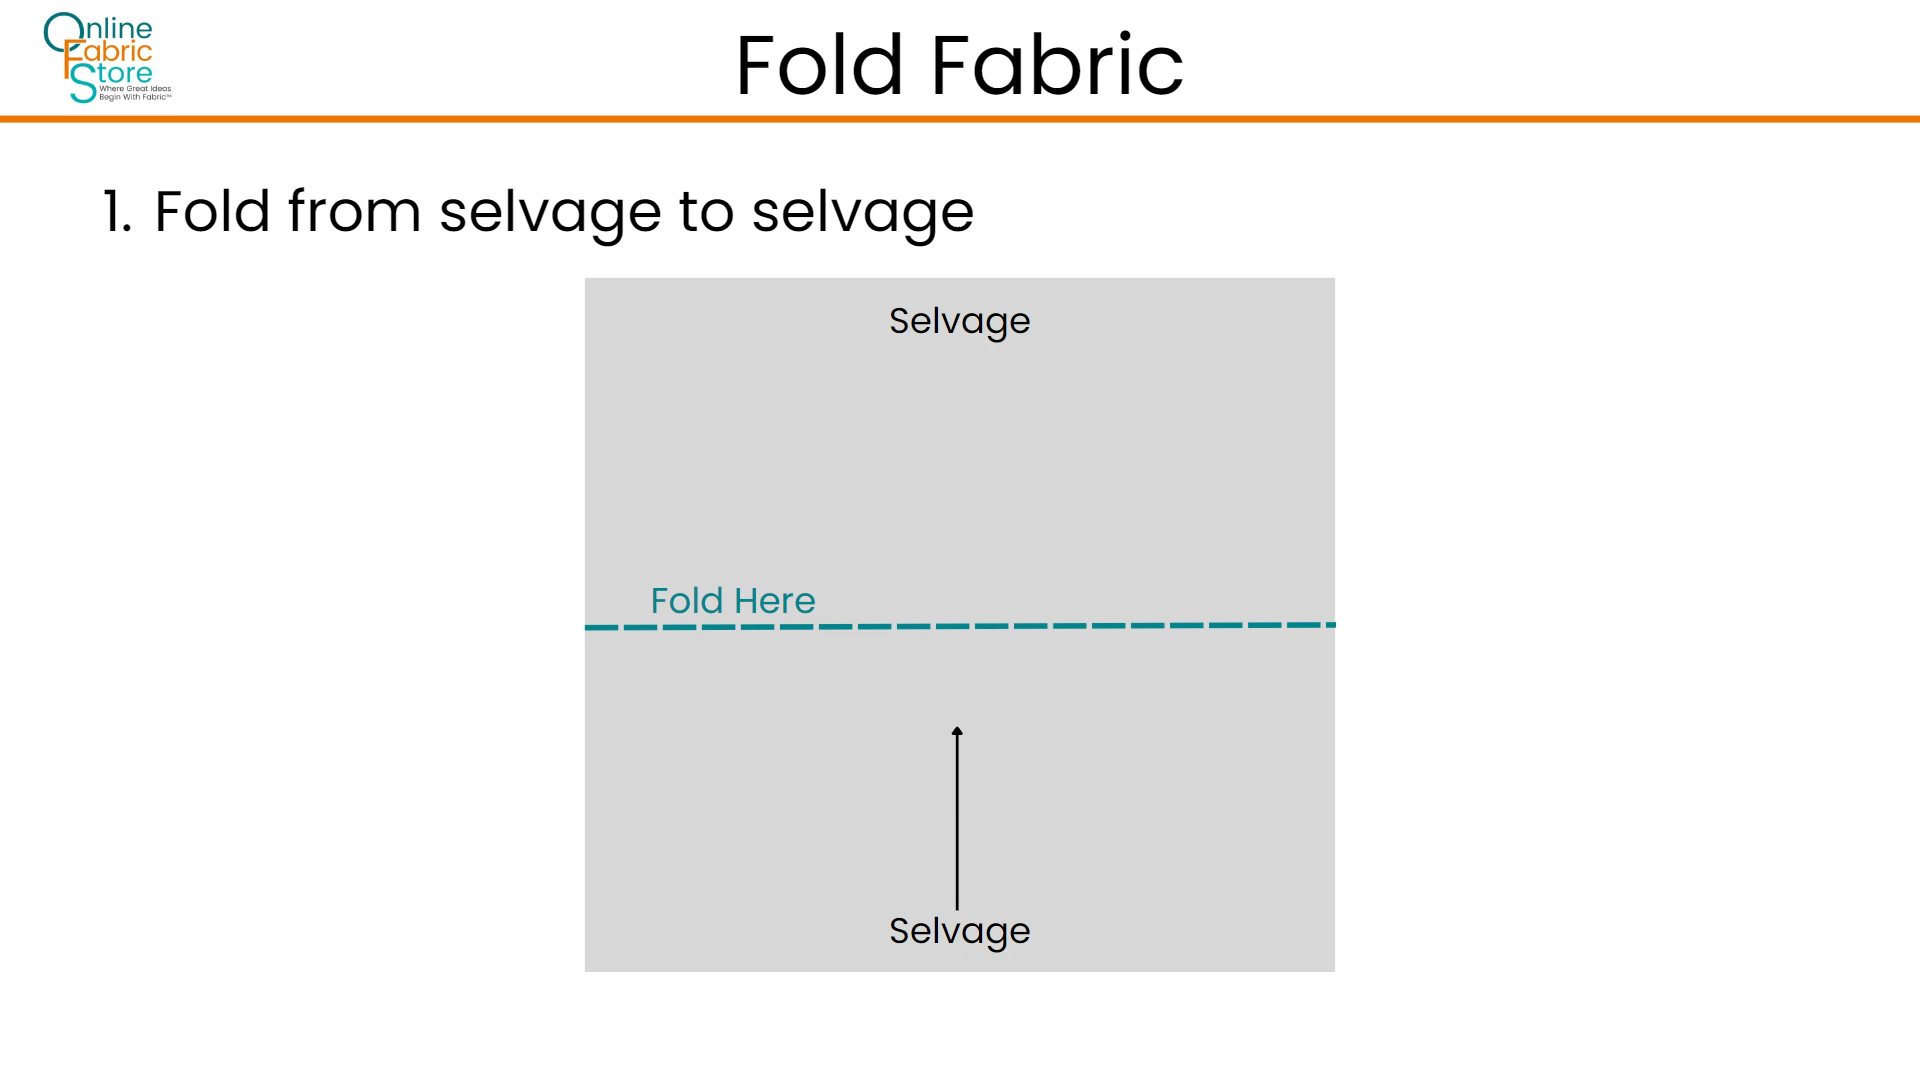 Online
Fabric
Store
Where Great Ideas
Begin With Fabric™
Fold Fabric
1. Fold from selvage to selvage
Selvage
Fold Here
Selvage